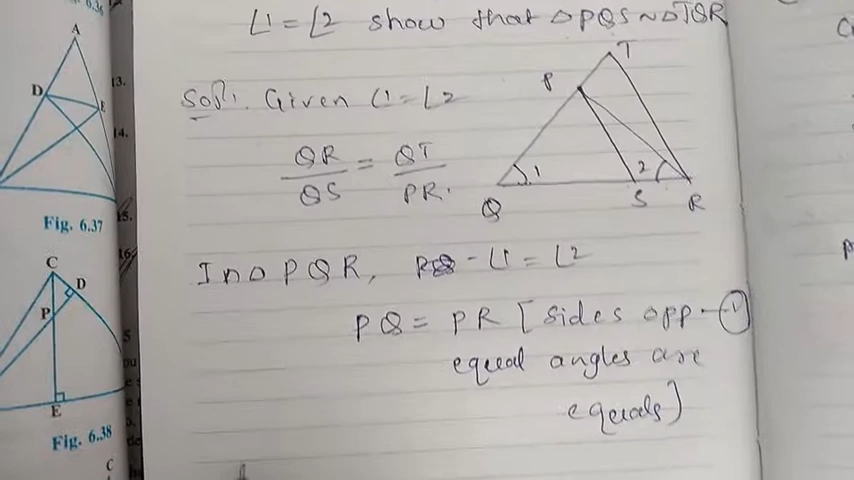 ∠1 = ∠2 show that △PQS ~ △TQR
Sol?. Given ∠1 = ∠2
QR/QS = QT/PR.
T
P
1
2
Q
S
R
In △ PQR, ∠1 = ∠2
PQ = PR [sides opp. — (1)
equal angles are
equals]
A
D
E
Fig. 6.37
C
D
P
E
Fig. 6.38
C
13.
14.
15.
16.